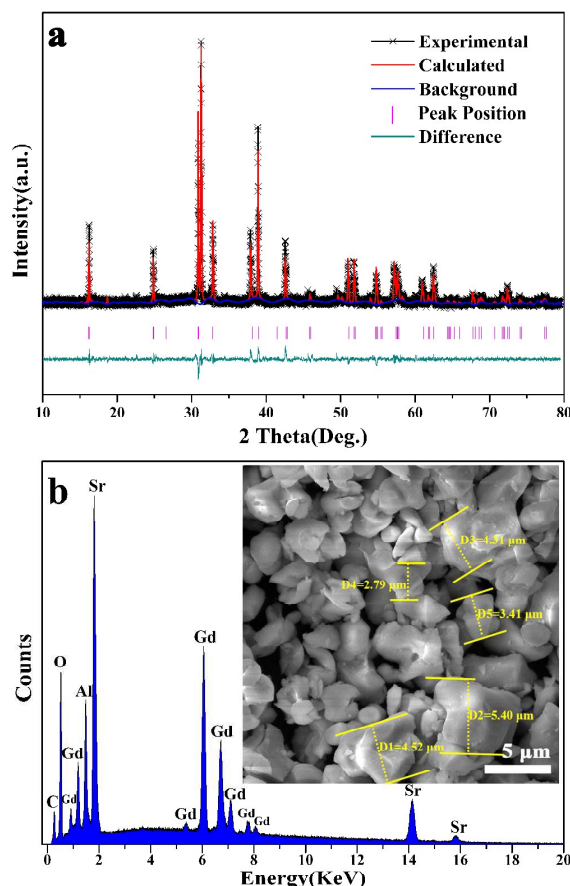 a
Experimental
Calculated
Background
Peak Position
Difference
Intensity(a.u.)
10 20 30 40 50 60 70 80
2 Theta(Deg.)
b
Sr
Gd
O
Al
Gd
Gd
Gd
C
Gd
Gd
Gd
Gd
Sr
Sr
D3=4.31 μm
D4=2.79 μm
D5=3.41 μm
D2=5.40 μm
D1=4.52 μm
5 μm
Counts
0 2 4 6 8 10 12 14 16 18 20
Energy(KeV)